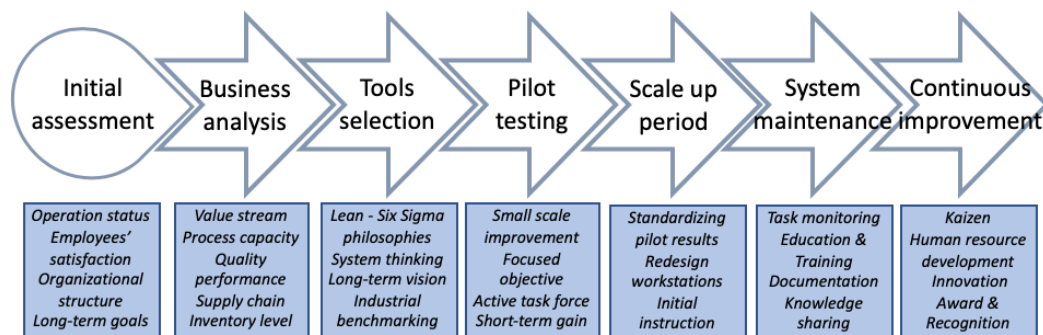 Initial
assessment
Business
analysis
Tools
selection
Pilot
testing
Scale up
period
System
maintenance
Continuous
improvement
Operation status
Employees’
satisfaction
Organizational
structure
Long-term goals
Value stream
Process capacity
Quality
performance
Supply chain
Inventory level
Lean - Six Sigma
philosophies
System thinking
Long-term vision
Industrial
benchmarking
Small scale
improvement
Focused
objective
Active task force
Short-term gain
Standardizing
pilot results
Redesign
workstations
Initial
instruction
Task monitoring
Education &
Training
Documentation
Knowledge
sharing
Kaizen
Human resource
development
Innovation
Award &
Recognition